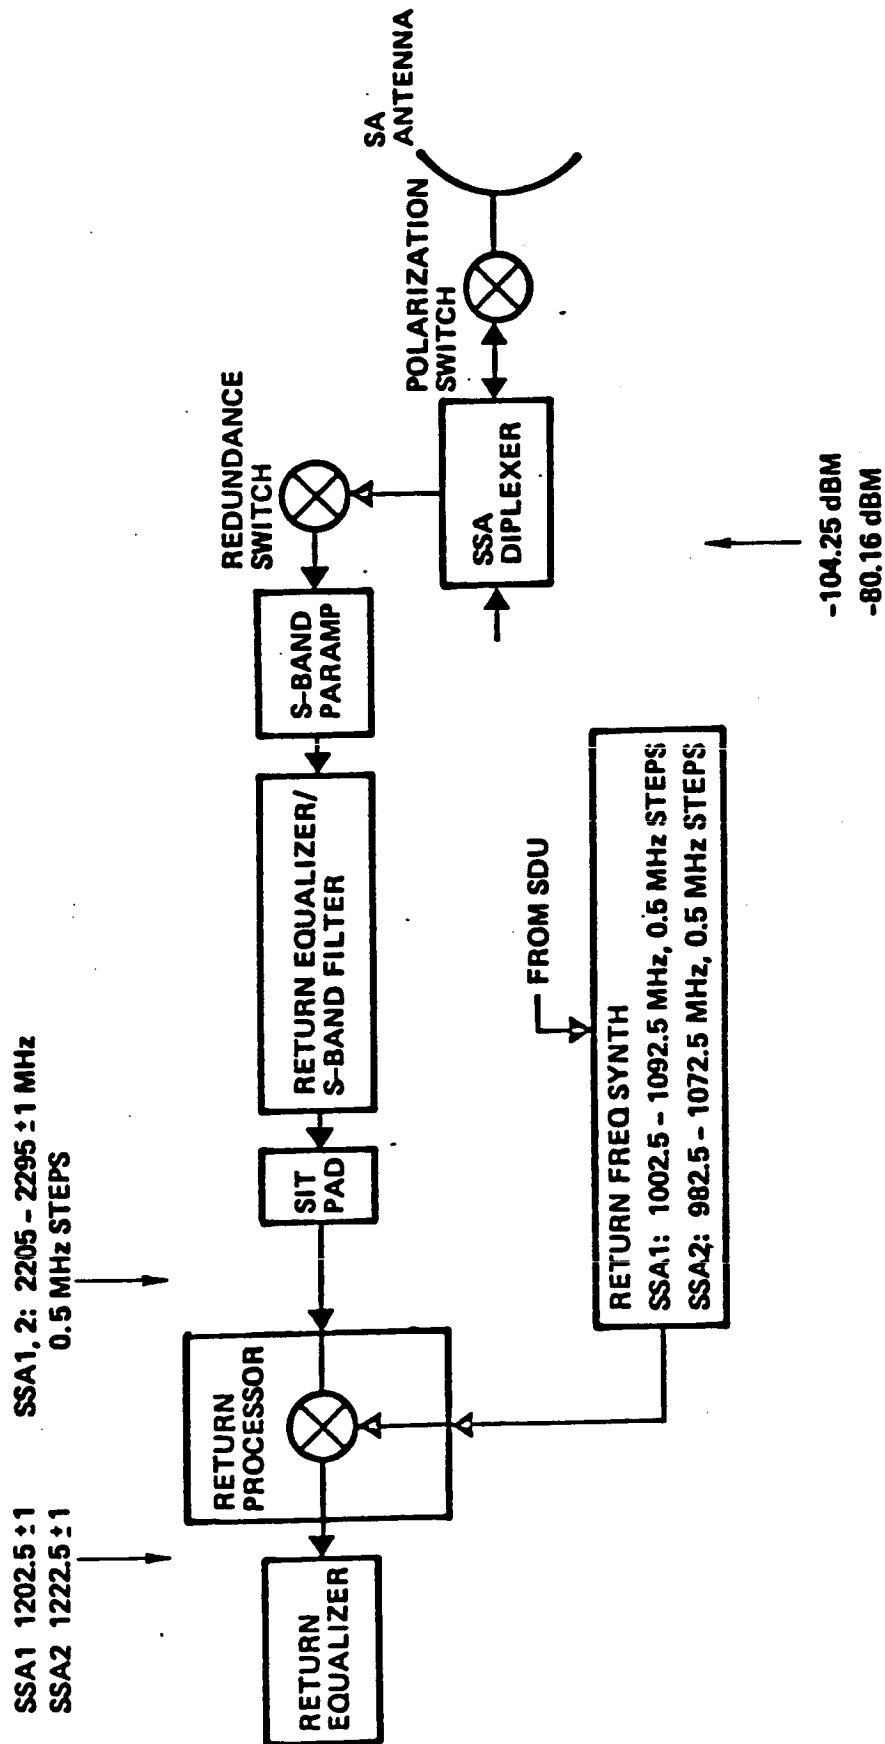 SSA1 1202.5 ±1
SSA2 1222.5 ±1
SSA1, 2: 2205 – 2295 ±1 MHz
0.5 MHz STEPS
RETURN
EQUALIZER
RETURN
PROCESSOR
SIT
PAD
RETURN EQUALIZER/
S-BAND FILTER
S-BAND
PARAMP
REDUNDANCE
SWITCH
SSA
DIPLEXER
POLARIZATION
SWITCH
SA
ANTENNA
FROM SDU
RETURN FREQ SYNTH
SSA1: 1002.5 – 1092.5 MHz, 0.5 MHz STEPS
SSA2: 982.5 – 1072.5 MHz, 0.5 MHz STEPS
-104.25 dBM
-80.16 dBM